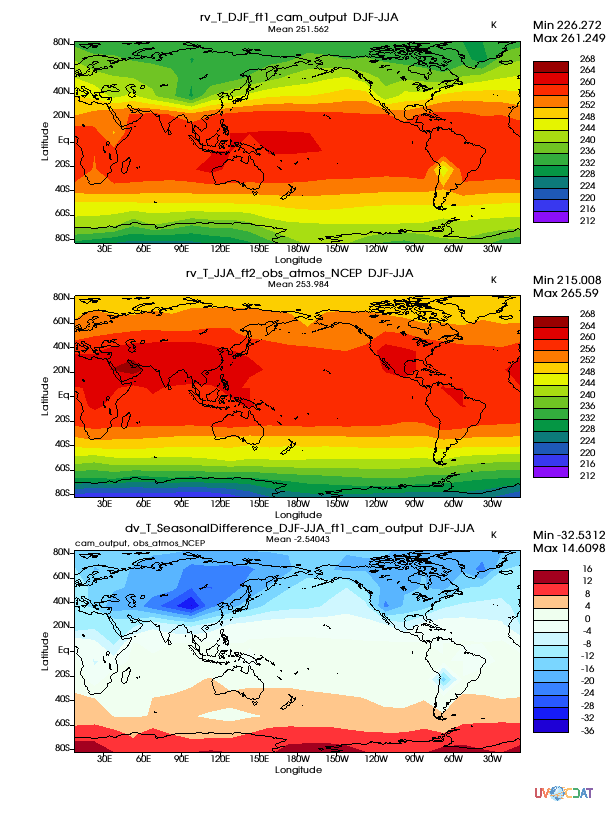 rv_T_DJF_ft1_cam_output DJF-JJA
Mean 251.562
K
Min 226.272
Max 261.249
80N
60N
40N
20N
Eq
20S
40S
60S
80S
Latitude
30E 60E 90E 120E 150E 180W 150W 120W 90W 60W 30W
Longitude
268
264
260
256
252
248
244
240
236
232
228
224
220
216
212
rv_T_JJA_ft2_obs_atmos_NCEP DJF-JJA
Mean 253.984
K
Min 215.008
Max 265.59
80N
60N
40N
20N
Eq
20S
40S
60S
80S
Latitude
30E 60E 90E 120E 150E 180W 150W 120W 90W 60W 30W
Longitude
268
264
260
256
252
248
244
240
236
232
228
224
220
216
212
dv_T_SeasonalDifference_DJF-JJA_ft1_cam_output DJF-JJA
cam_output, obs_atmos_NCEP
Mean -2.54043
K
Min -32.5312
Max 14.6098
80N
60N
40N
20N
Eq
20S
40S
60S
80S
Latitude
30E 60E 90E 120E 150E 180W 150W 120W 90W 60W 30W
Longitude
16
12
8
4
0
-4
-8
-12
-16
-20
-24
-28
-32
-36
UV CDAT